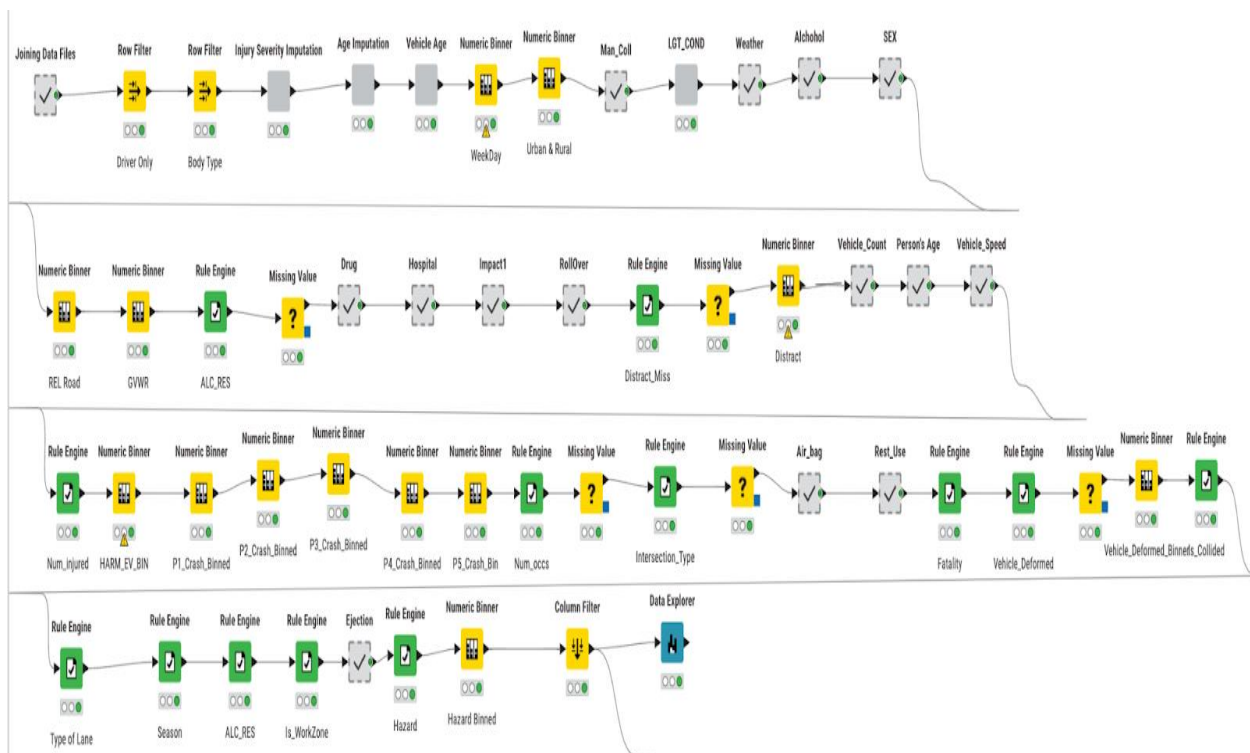 Joining Data Files
Row Filter
Row Filter
Injury Severity Imputation
Age Imputation
Vehicle Age
Numeric Binner
Numeric Binner
Man_Coll
LGT_COND
Weather
Alchohol
SEX
Driver Only
Body Type
WeekDay
Urban & Rural
Numeric Binner
Numeric Binner
Rule Engine
Missing Value
Drug
Hospital
Impact1
RollOver
Rule Engine
Missing Value
Numeric Binner
Vehicle_Count
Person's Age
Vehicle_Speed
REL Road
GVWR
ALC_RES
Distract_Miss
Distract
Rule Engine
Numeric Binner
Numeric Binner
Numeric Binner
Numeric Binner
Numeric Binner
Numeric Binner
Rule Engine
Missing Value
Rule Engine
Missing Value
Air_bag
Rest_Use
Rule Engine
Rule Engine
Missing Value
Numeric Binner
Rule Engine
Num_injured
HARM_EV_BIN
P1_Crash_Binned
P2_Crash_Binned
P3_Crash_Binned
P4_Crash_Binned
P5_Crash_Bin
Num_occs
Intersection_Type
Fatality
Vehicle_Deformed
Vehicle_Deformed_Binned
Is_Collided
Rule Engine
Rule Engine
Rule Engine
Rule Engine
Ejection
Rule Engine
Numeric Binner
Column Filter
Data Explorer
Type of Lane
Season
ALC_RES
Is_WorkZone
Hazard
Hazard Binned